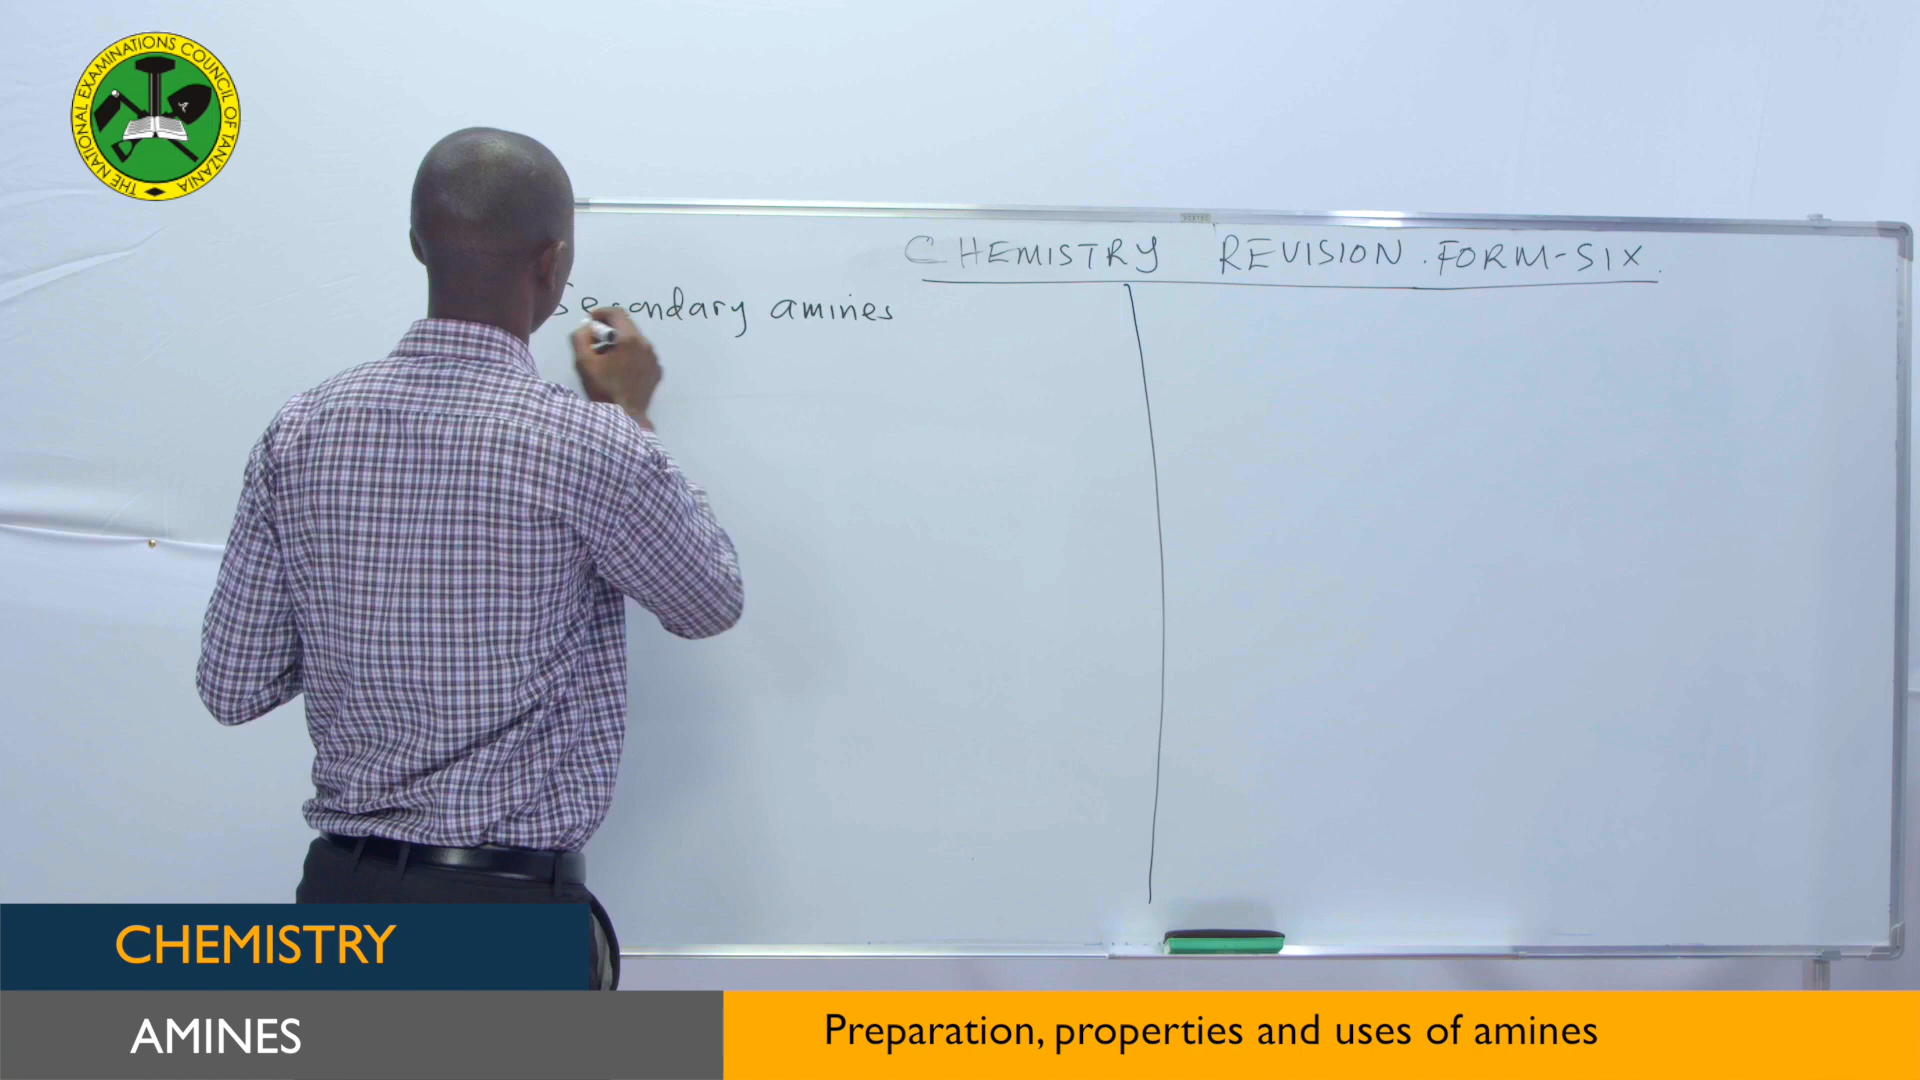 THE NATIONAL EXAMINATIONS COUNCIL OF TANZANIA
CHEMISTRY REVISION. FORM-SIX.
Secondary amines
CHEMISTRY
AMINES
Preparation, properties and uses of amines